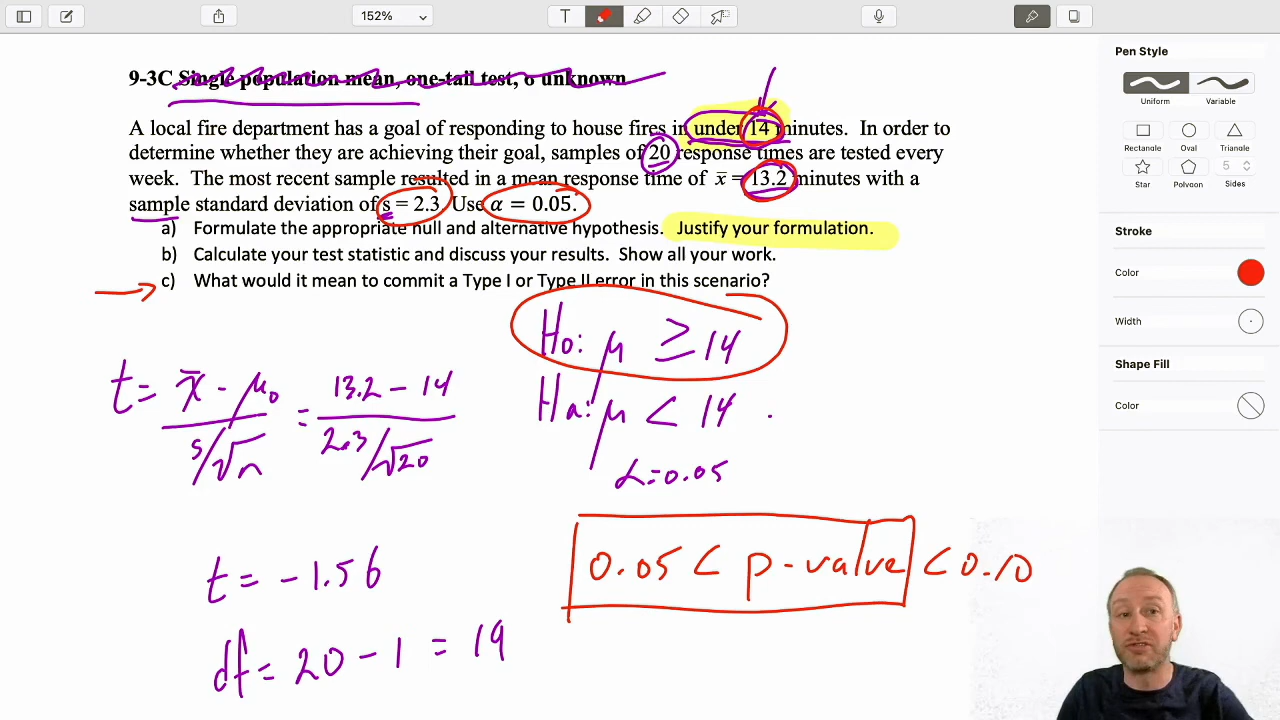 T
152%
Pen Style
Uniform Variable
Rectangle Oval Triangle
Star Polygon 5 Sides
Stroke
Color
Width
Shape Fill
Color
9-3C Single population mean, one-tail test, σ unknown
A local fire department has a goal of responding to house fires in under 14 minutes. In order to
determine whether they are achieving their goal, samples of 20 response times are tested every
week. The most recent sample resulted in a mean response time of x̄ = 13.2 minutes with a
sample standard deviation of s = 2.3. Use α = 0.05.
a) Formulate the appropriate null and alternative hypothesis. Justify your formulation.
b) Calculate your test statistic and discuss your results. Show all your work.
c) What would it mean to commit a Type I or Type II error in this scenario?
Ho: μ ≥ 14
Ha: μ < 14
α=0.05
t = x̄ - μ₀ / s/√n = 13.2 - 14 / 2.3/√20
0.05 < p-value < 0.10
t = -1.56
df = 20 - 1 = 19